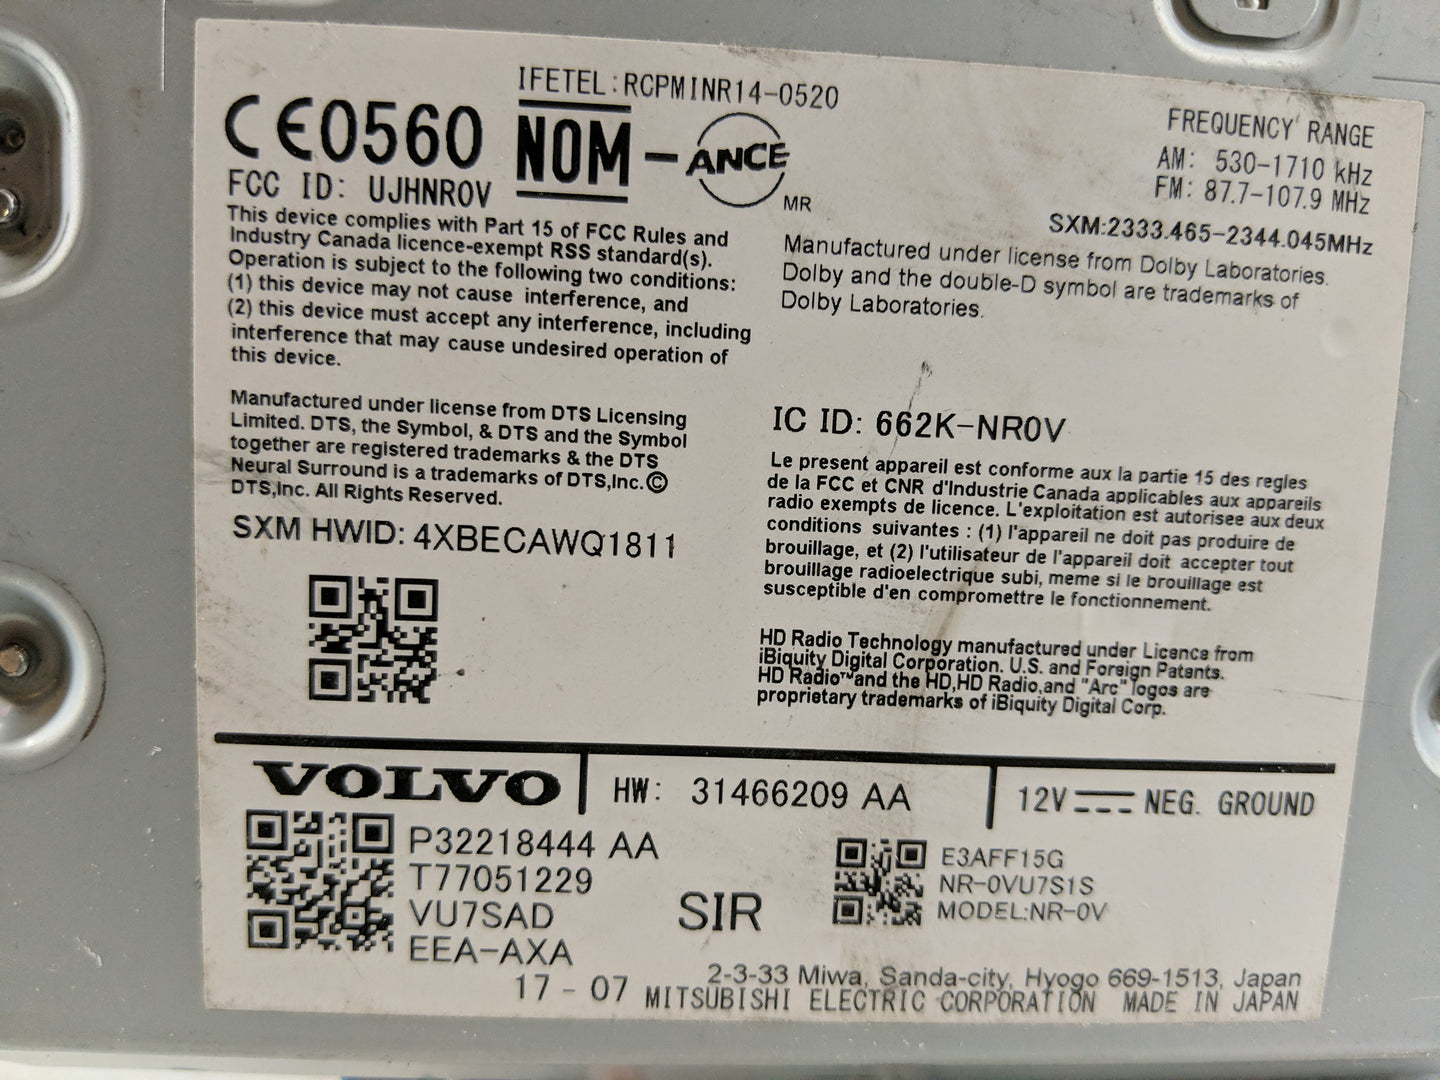 IFETEL:RCPMINR14-0520
CE0560
NOM-ANCE
MR
FCC ID: UJHNR0V
This device complies with Part 15 of FCC Rules and
Industry Canada licence-exempt RSS standard(s).
Operation is subject to the following two conditions:
(1) this device may not cause interference, and
(2) this device must accept any interference, including
interference that may cause undesired operation of
this device.
FREQUENCY RANGE
AM: 530-1710 kHz
FM: 87.7-107.9 MHz
SXM:2333.465-2344.045MHz
Manufactured under license from Dolby Laboratories.
Dolby and the double-D symbol are trademarks of
Dolby Laboratories.
Manufactured under license from DTS Licensing
Limited. DTS, the Symbol, & DTS and the Symbol
together are registered trademarks & the DTS
Neural Surround is a trademarks of DTS,Inc.©
DTS,Inc. All Rights Reserved.
SXM HWID: 4XBECAWQ1811
IC ID: 662K-NR0V
Le present appareil est conforme aux la partie 15 des regles
de la FCC et CNR d'Industrie Canada applicables aux appareils
radio exempts de licence. L'exploitation est autorisee aux deux
conditions suivantes : (1) l'appareil ne doit pas produire de
brouillage, et (2) l'utilisateur de l'appareil doit accepter tout
brouillage radioelectrique subi, meme si le brouillage est
susceptible d'en compromettre le fonctionnement.
HD Radio Technology manufactured under Licence from
iBiquity Digital Corporation. U.S. and Foreign Patents.
HD Radio™and the HD,HD Radio,and "Arc" logos are
proprietary trademarks of iBiquity Digital Corp.
VOLVO
HW: 31466209 AA
12V NEG. GROUND
P32218444 AA
T77051229
VU7SAD
EEA-AXA
SIR
E3AFF15G
NR-0VU7S1S
MODEL:NR-0V
17-07
2-3-33 Miwa, Sanda-city, Hyogo 669-1513, Japan
MITSUBISHI ELECTRIC CORPORATION MADE IN JAPAN